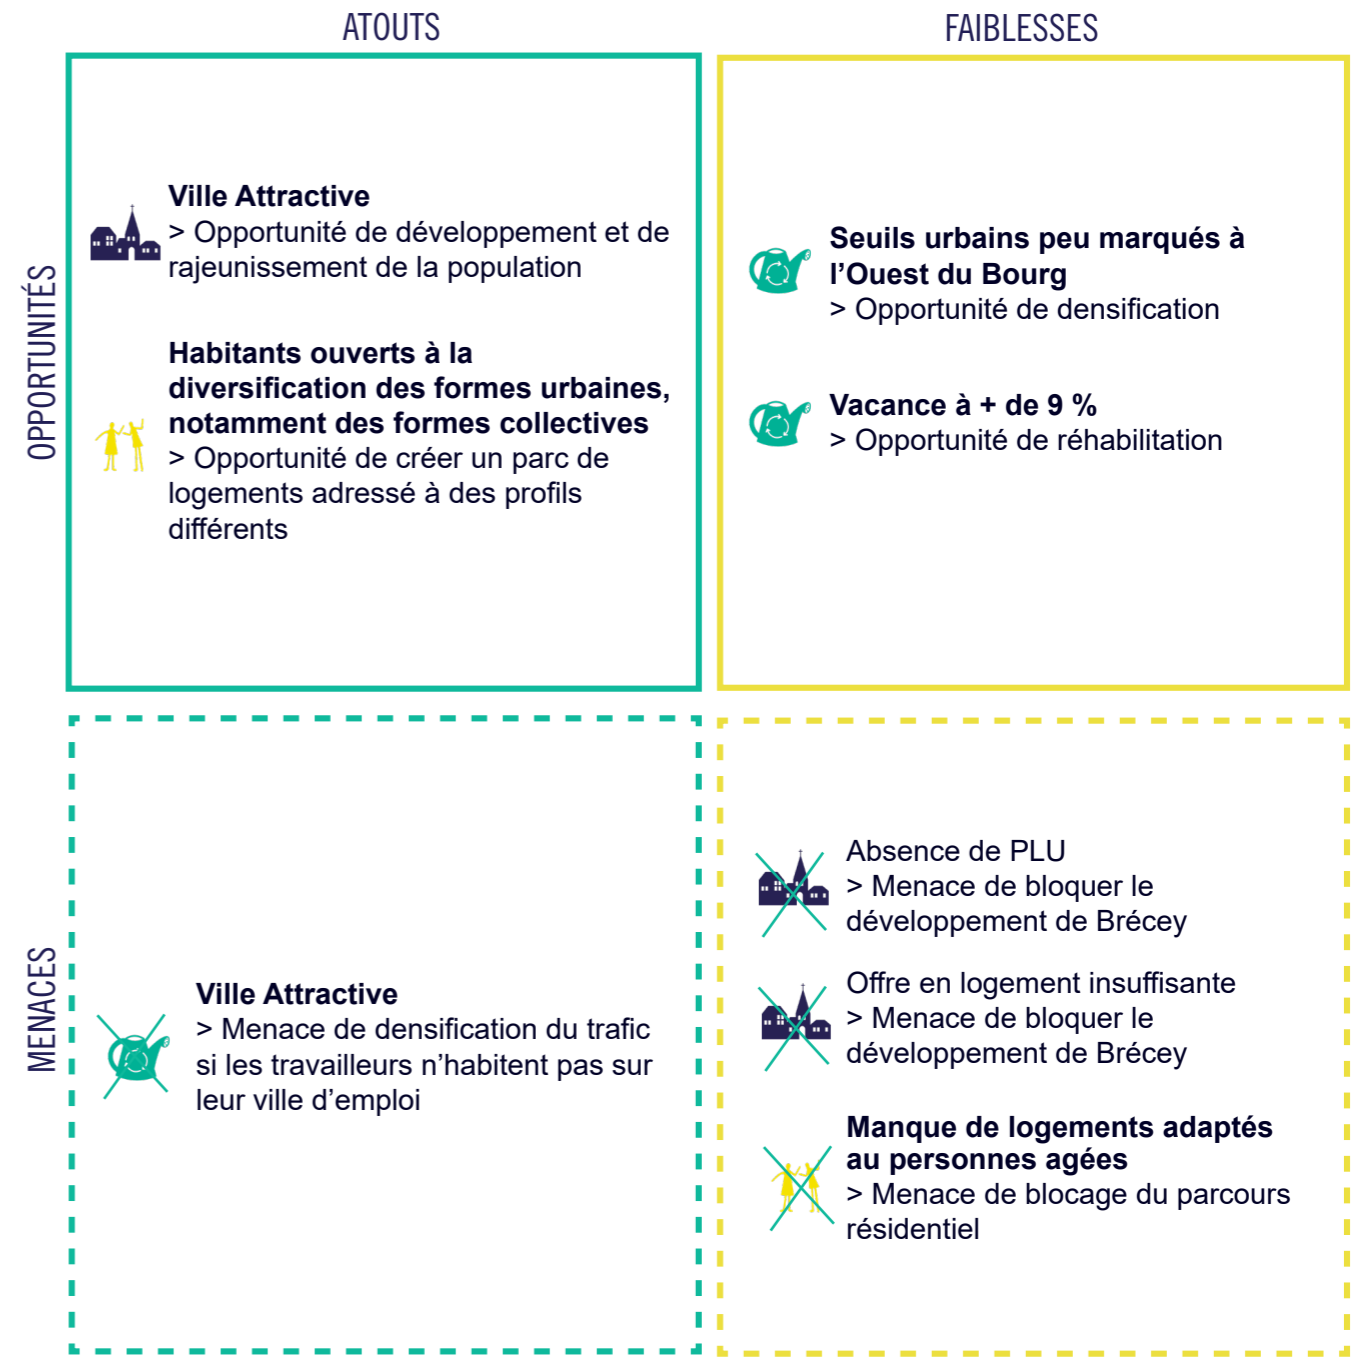 ATOUTS
FAIBLESSES
OPPORTUNITÉS
Ville Attractive
> Opportunité de développement et de
rajeunissement de la population
Habitants ouverts à la
diversification des formes urbaines,
notamment des formes collectives
> Opportunité de créer un parc de
logements adressé à des profils
différents
Seuils urbains peu marqués à
l’Ouest du Bourg
> Opportunité de densification
Vacance à + de 9 %
> Opportunité de réhabilitation
MENACES
Ville Attractive
> Menace de densification du trafic
si les travailleurs n’habitent pas sur
leur ville d’emploi
Absence de PLU
> Menace de bloquer le
développement de Brécey
Offre en logement insuffisante
> Menace de bloquer le
développement de Brécey
Manque de logements adaptés
au personnes agées
> Menace de blocage du parcours
résidentiel